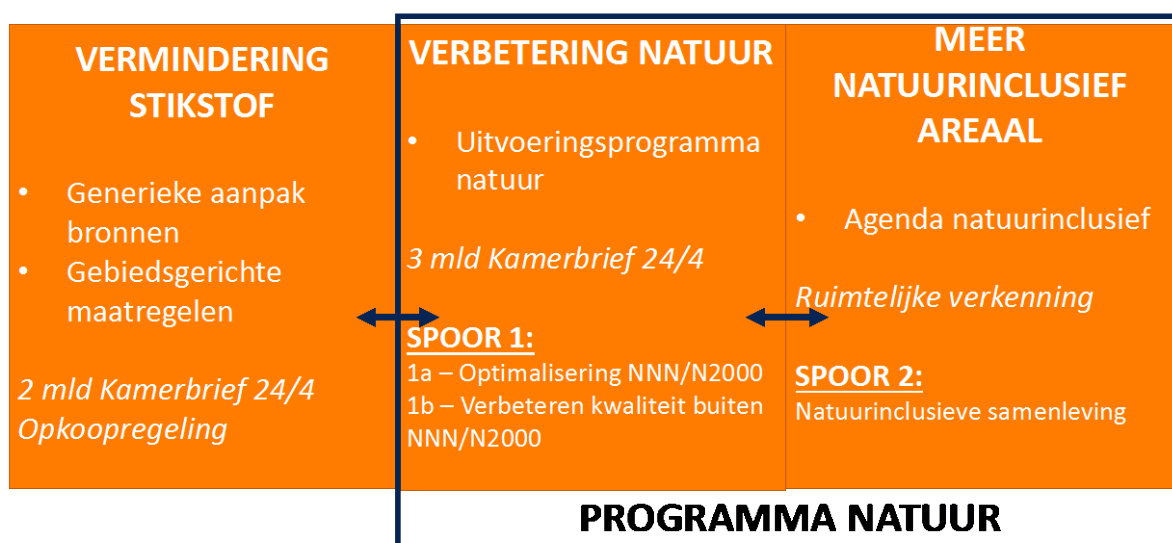 VERMINDERING
STIKSTOF
• Generieke aanpak
bronnen
• Gebiedsgerichte
maatregelen
2 mld Kamerbrief 24/4
Opkoopregeling
VERBETERING NATUUR
• Uitvoeringsprogramma
natuur
3 mld Kamerbrief 24/4
SPOOR 1:
1a – Optimalisering NNN/N2000
1b – Verbeteren kwaliteit buiten
NNN/N2000
MEER
NATUURINCLUSIEF
AREAAL
• Agenda natuurinclusief
Ruimtelijke verkenning
SPOOR 2:
Natuurinclusieve samenleving
PROGRAMMA NATUUR